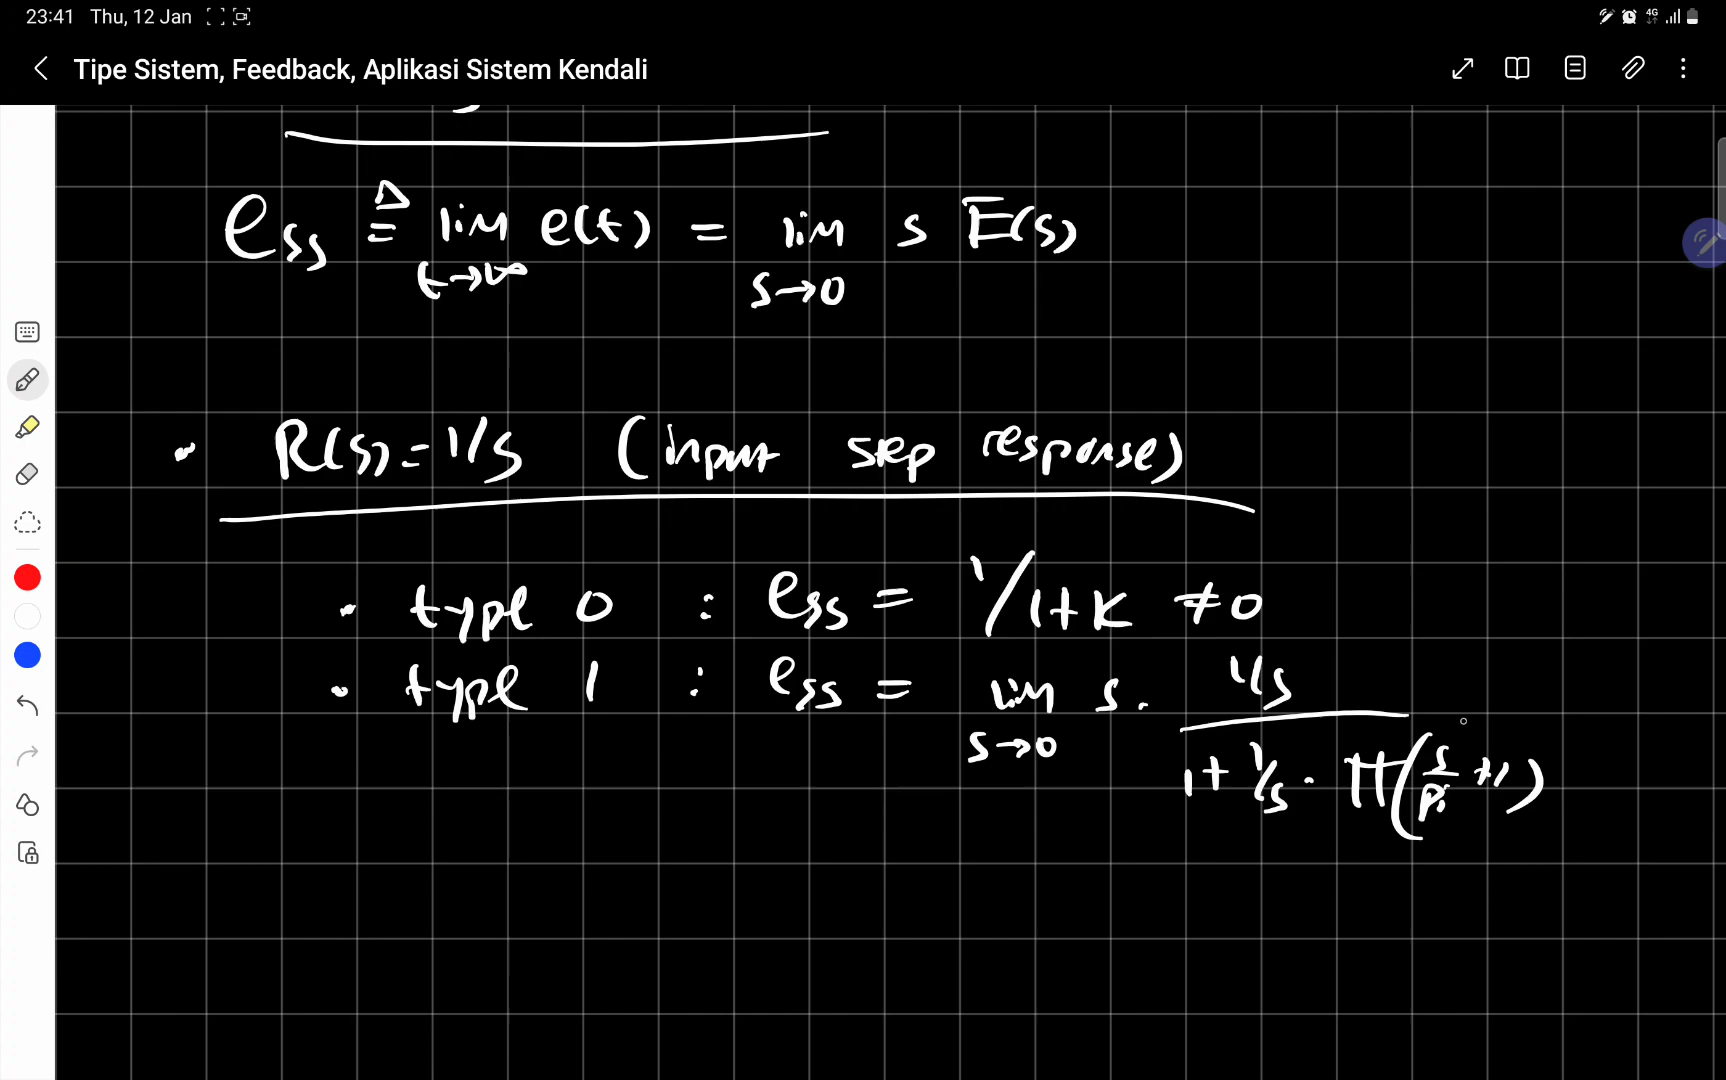 23:41 Thu, 12 Jan 4G
Tipe Sistem, Feedback, Aplikasi Sistem Kendali
ess ≜ lim e(t) = lim s E(s)
t→∞ s→0
• R(s) = 1/s (input step response)
• type 0 : ess = 1/1+K ≠0
• type 1 : ess = lim s. 1/s
s→0 1+ 1/s . π(s/pi +1)